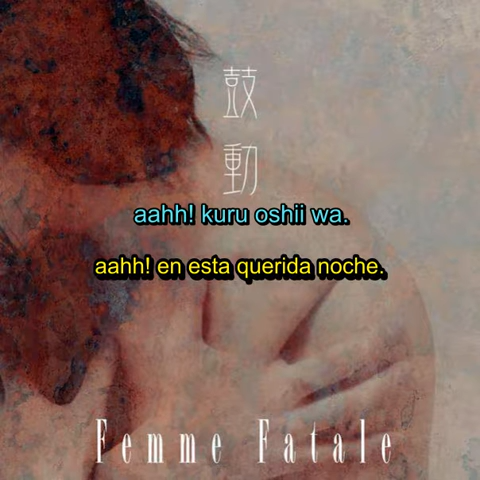 鼓
動
aahh! kuru oshii wa.
aahh! en esta querida noche.
Femme Fatale